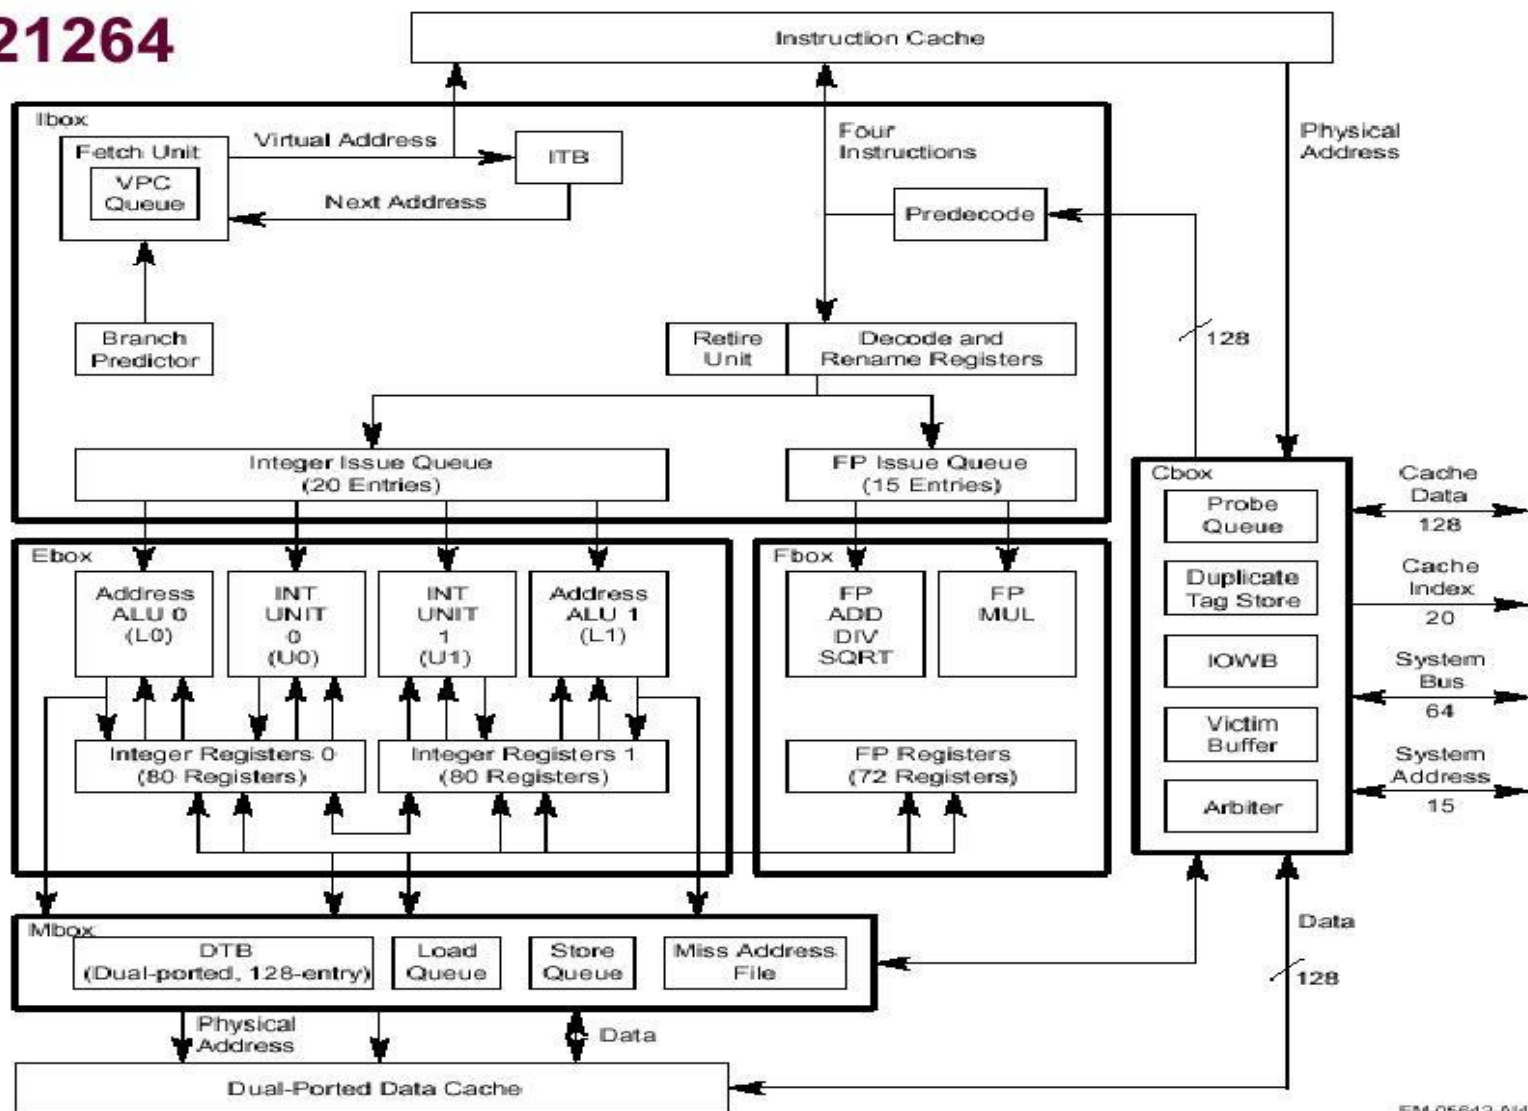 21264
Instruction Cache
Ibox
Fetch Unit
VPC
Queue
Virtual Address
ITB
Next Address
Four
Instructions
Predecode
Physical
Address
Branch
Predictor
Retire
Unit
Decode and
Rename Registers
128
Integer Issue Queue
(20 Entries)
FP Issue Queue
(15 Entries)
Ebox
Address
ALU 0
(L0)
INT
UNIT
0
(U0)
INT
UNIT
1
(U1)
Address
ALU 1
(L1)
Integer Registers 0
(80 Registers)
Integer Registers 1
(80 Registers)
Fbox
FP
ADD
DIV
SQRT
FP
MUL
FP Registers
(72 Registers)
Cbox
Probe
Queue
Duplicate
Tag Store
IOWB
Victim
Buffer
Arbiter
Cache
Data
128
Cache
Index
20
System
Bus
64
System
Address
15
Mbox
DTB
(Dual-ported, 128-entry)
Load
Queue
Store
Queue
Miss Address
File
Data
128
Physical
Address
Data
Dual-Ported Data Cache